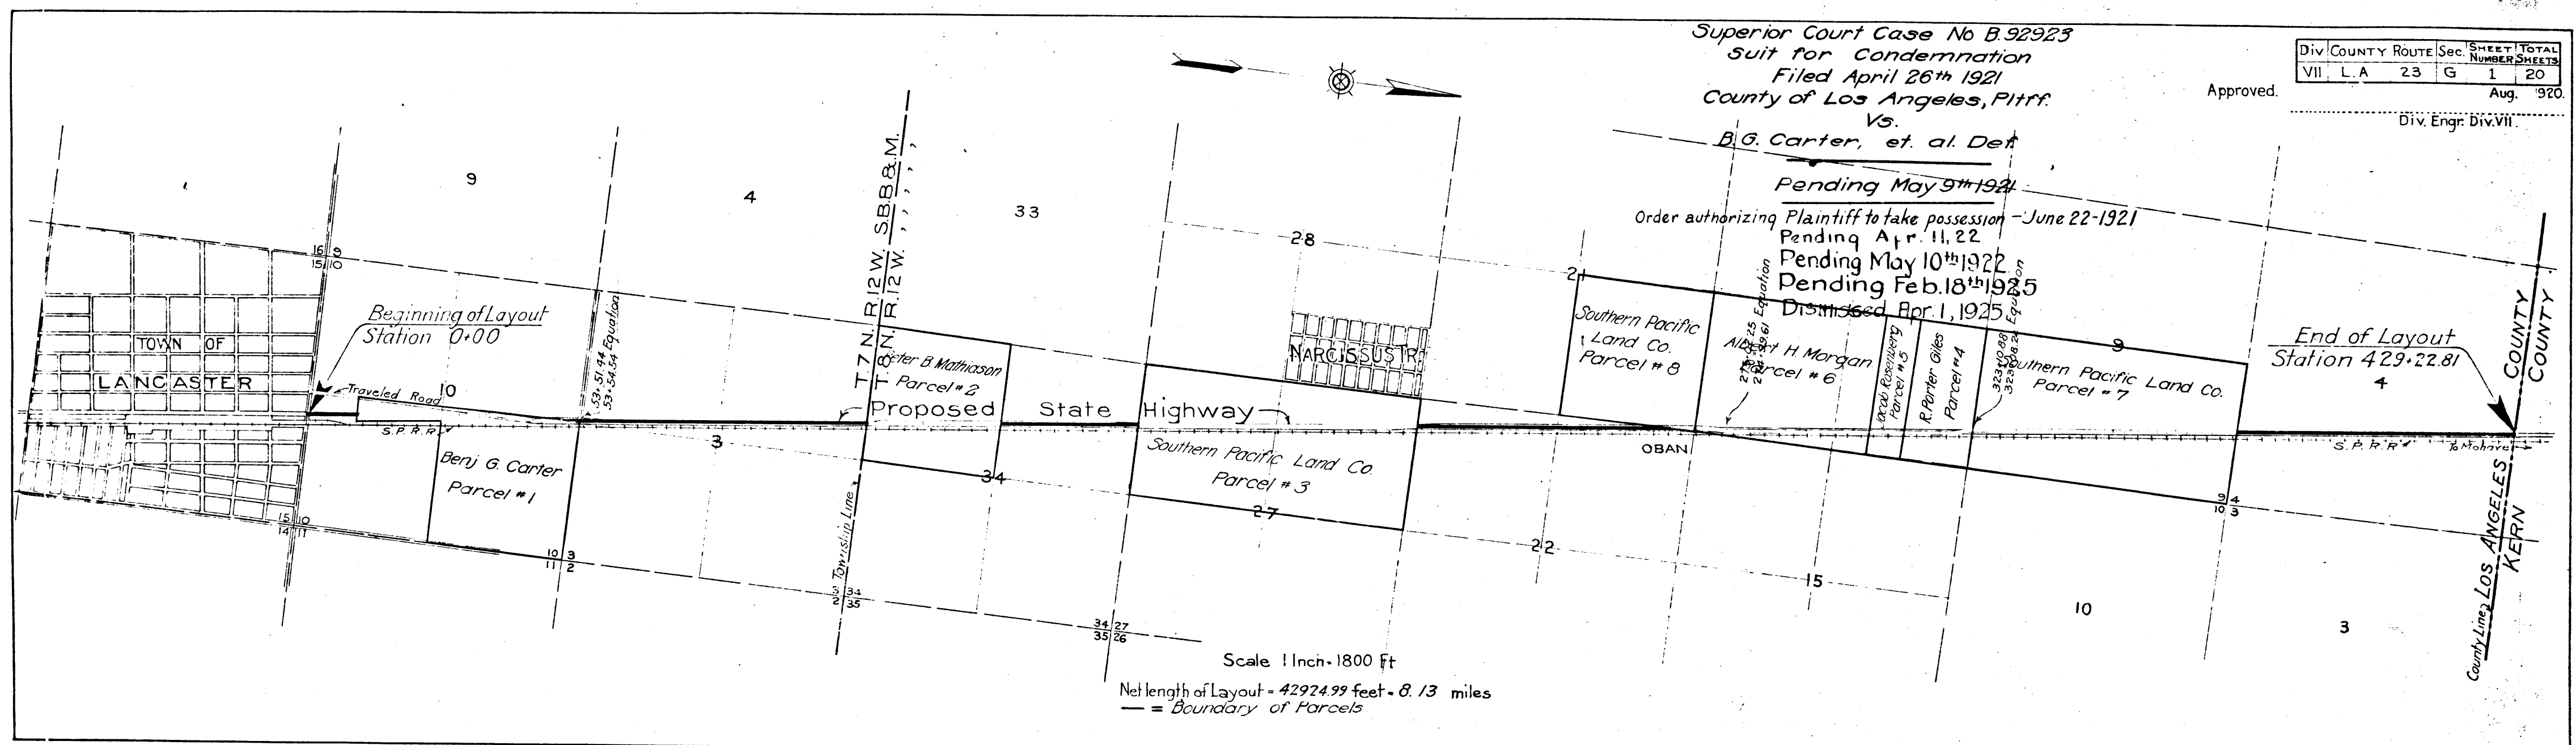 Superior Court Case No B.92923
Suit for Condemnation
Filed April 26th 1921
County of Los Angeles, Pltff.
Vs.
B.G. Carter, et. al. Def.
Pending May 9th 1921
Order authorizing Plaintiff to take possession - June 22-1921
Pending Apr. 11, 22
Pending May 10th 1922
Pending Feb. 18th 1925
Dismissed Apr. 1, 1925
Div COUNTY ROUTE Sec. SHEET NUMBER TOTAL SHEETS
VII L.A 23 G 1 20
Approved.
Aug. 1920.
Div. Engr. Div. VII.
9
4
33
28
21
9
4
16 9
15 10
Beginning of Layout
Station 0+00
53+51.44 Equation
53+54.54
T.7N. R.12W. S.B.B.&M.
T.8N. R.12W. , , , , ,
TOWN OF
LANCASTER
Traveled Road
10
S.P.R.R.
Benj G. Carter
Parcel #1
3
B Mathiason
Parcel #2
Proposed State Highway
34
NARCISSUS TR.
Southern Pacific Land Co
Parcel #3
27
Southern Pacific
Land Co.
Parcel #8
Equation
H Morgan
Parcel #6
Jacob Rosenberg
Parcel #5
R. Porter Giles
Parcel #4
Equation
Southern Pacific Land Co.
Parcel #7
End of Layout
Station 429+22.81
COUNTY
COUNTY
OBAN
S.P.R.R.
To Mohave
15 10
14 11
10 3
11 2
Township Line
3 34
2 35
34 27
35 26
22
15
10
9 4
10 3
3
County Line
LOS ANGELES
KERN
Scale 1 Inch = 1800 Ft
Net length of Layout = 42924.99 feet = 8.13 miles
— = Boundary of Parcels